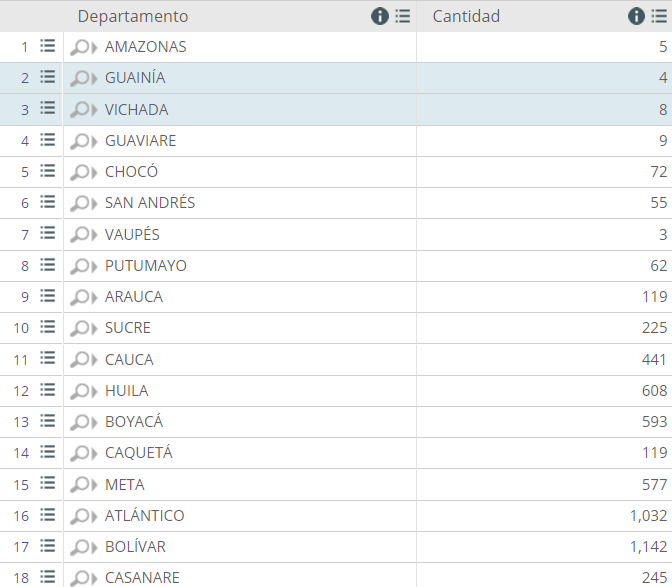 Departamento Cantidad
1 AMAZONAS 5
2 GUAINÍA 4
3 VICHADA 8
4 GUAVIARE 9
5 CHOCÓ 72
6 SAN ANDRÉS 55
7 VAUPÉS 3
8 PUTUMAYO 62
9 ARAUCA 119
10 SUCRE 225
11 CAUCA 441
12 HUILA 608
13 BOYACÁ 593
14 CAQUETÁ 119
15 META 577
16 ATLÁNTICO 1,032
17 BOLÍVAR 1,142
18 CASANARE 245